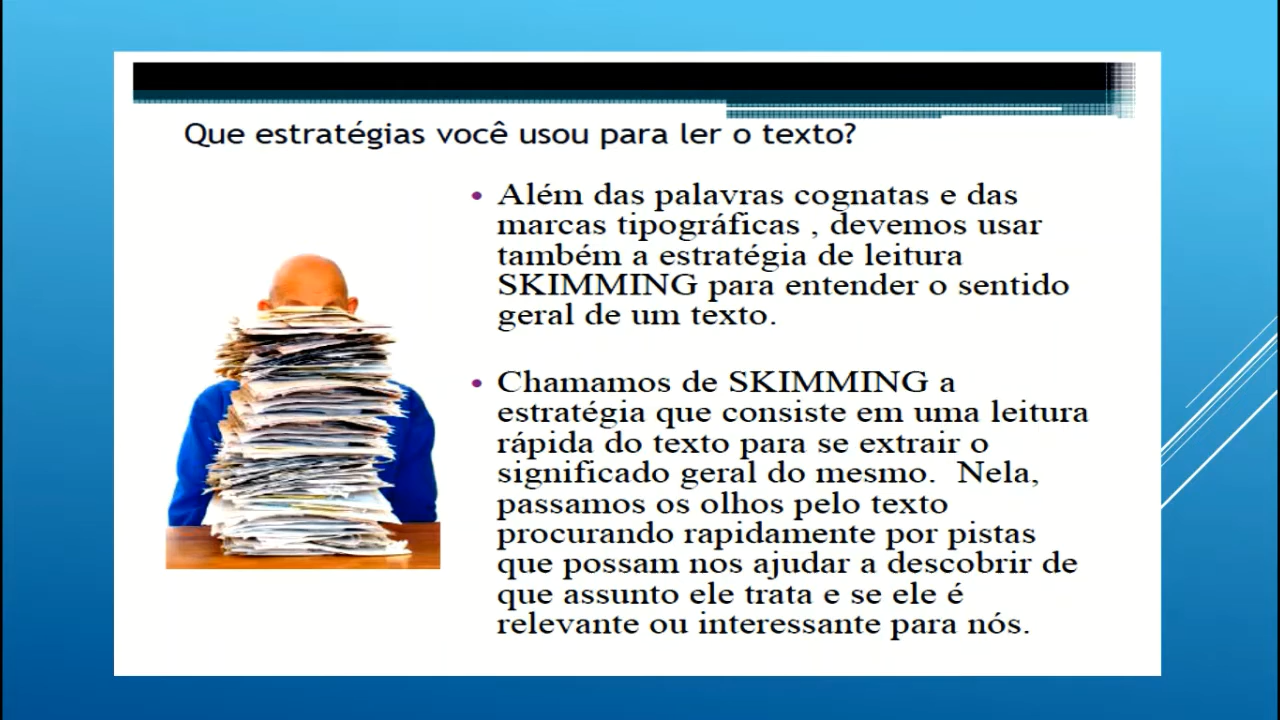 Que estratégias você usou para ler o texto?
• Além das palavras cognatas e das
marcas tipográficas , devemos usar
também a estratégia de leitura
SKIMMING para entender o sentido
geral de um texto.
• Chamamos de SKIMMING a
estratégia que consiste em uma leitura
rápida do texto para se extrair o
significado geral do mesmo.  Nela,
passamos os olhos pelo texto
procurando rapidamente por pistas
que possam nos ajudar a descobrir de
que assunto ele trata e se ele é
relevante ou interessante para nós.